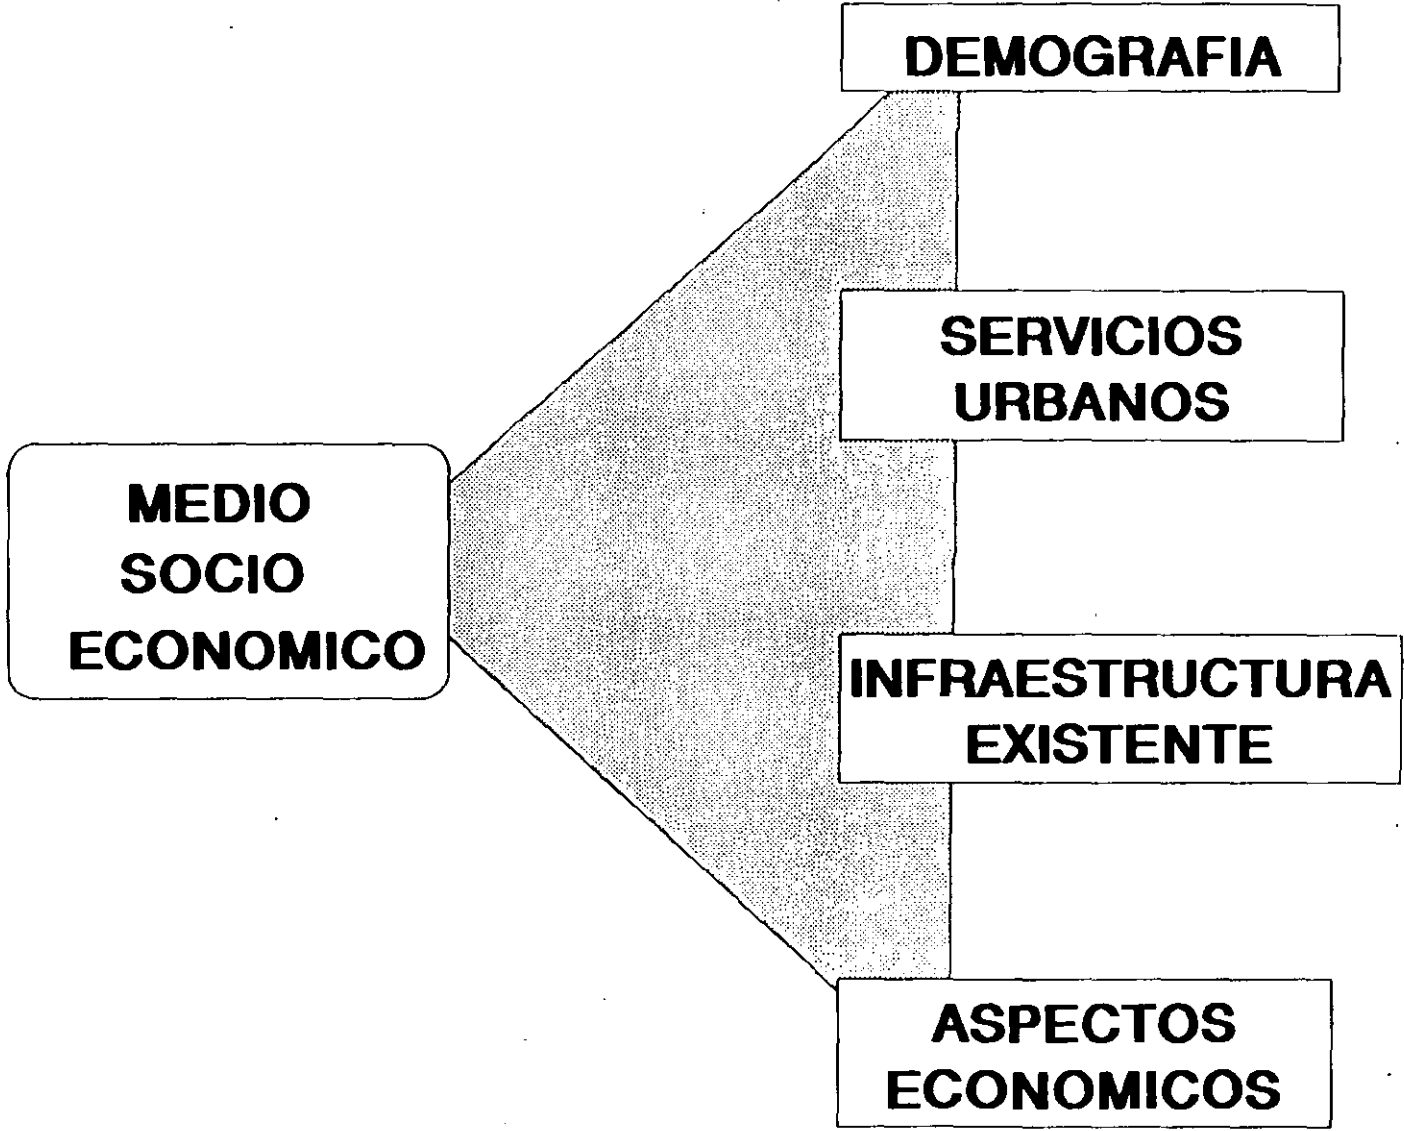 DEMOGRAFIA
SERVICIOS
URBANOS
MEDIO
SOCIO
ECONOMICO
INFRAESTRUCTURA
EXISTENTE
ASPECTOS
ECONOMICOS